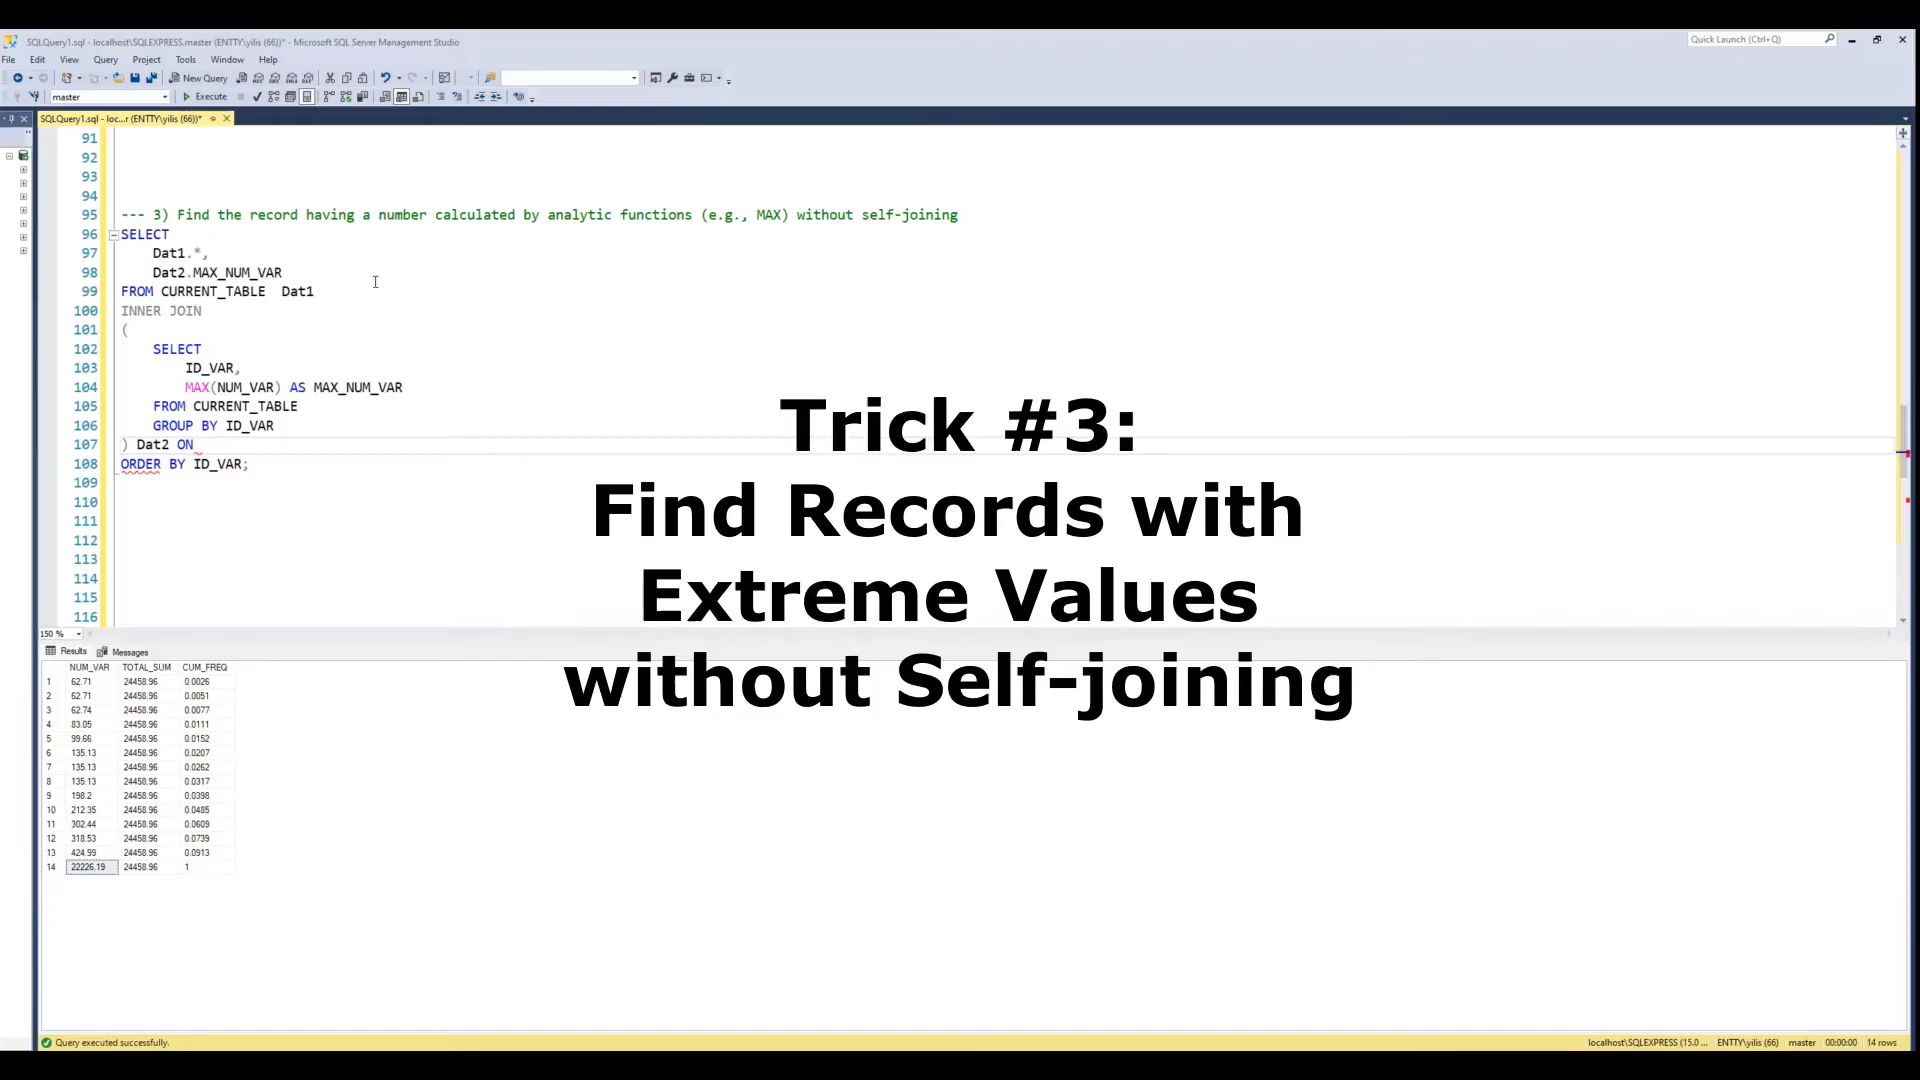 SQLQuery1.sql - localhost\SQLEXPRESS.master (ENTTY\yilis (66))* - Microsoft SQL Server Management Studio
Quick Launch (Ctrl+Q)
File Edit View Query Project Tools Window Help
New Query
master Execute
SQLQuery1.sql - loc...r (ENTTY\yilis (66))*
91
92
93
94
95 --- 3) Find the record having a number calculated by analytic functions (e.g., MAX) without self-joining
96 SELECT
97 Dat1.*,
98 Dat2.MAX_NUM_VAR
99 FROM CURRENT_TABLE Dat1
100 INNER JOIN
101 (
102 SELECT
103 ID_VAR,
104 MAX(NUM_VAR) AS MAX_NUM_VAR
105 FROM CURRENT_TABLE
106 GROUP BY ID_VAR
107 ) Dat2 ON
108 ORDER BY ID_VAR;
109
110
111
112
113
114
115
116
Trick #3:
Find Records with
Extreme Values
without Self-joining
150 %
Results Messages
NUM_VAR TOTAL_SUM CUM_FREQ
1 62.71 24458.96 0.0026
2 62.71 24458.96 0.0051
3 62.74 24458.96 0.0077
4 83.05 24458.96 0.0111
5 99.66 24458.96 0.0152
6 135.13 24458.96 0.0207
7 135.13 24458.96 0.0262
8 135.13 24458.96 0.0317
9 198.2 24458.96 0.0398
10 212.35 24458.96 0.0485
11 302.44 24458.96 0.0609
12 318.53 24458.96 0.0739
13 424.99 24458.96 0.0913
14 22226.19 24458.96 1
Query executed successfully.
localhost\SQLEXPRESS (15.0 ... ENTTY\yilis (66) master 00:00:00 14 rows